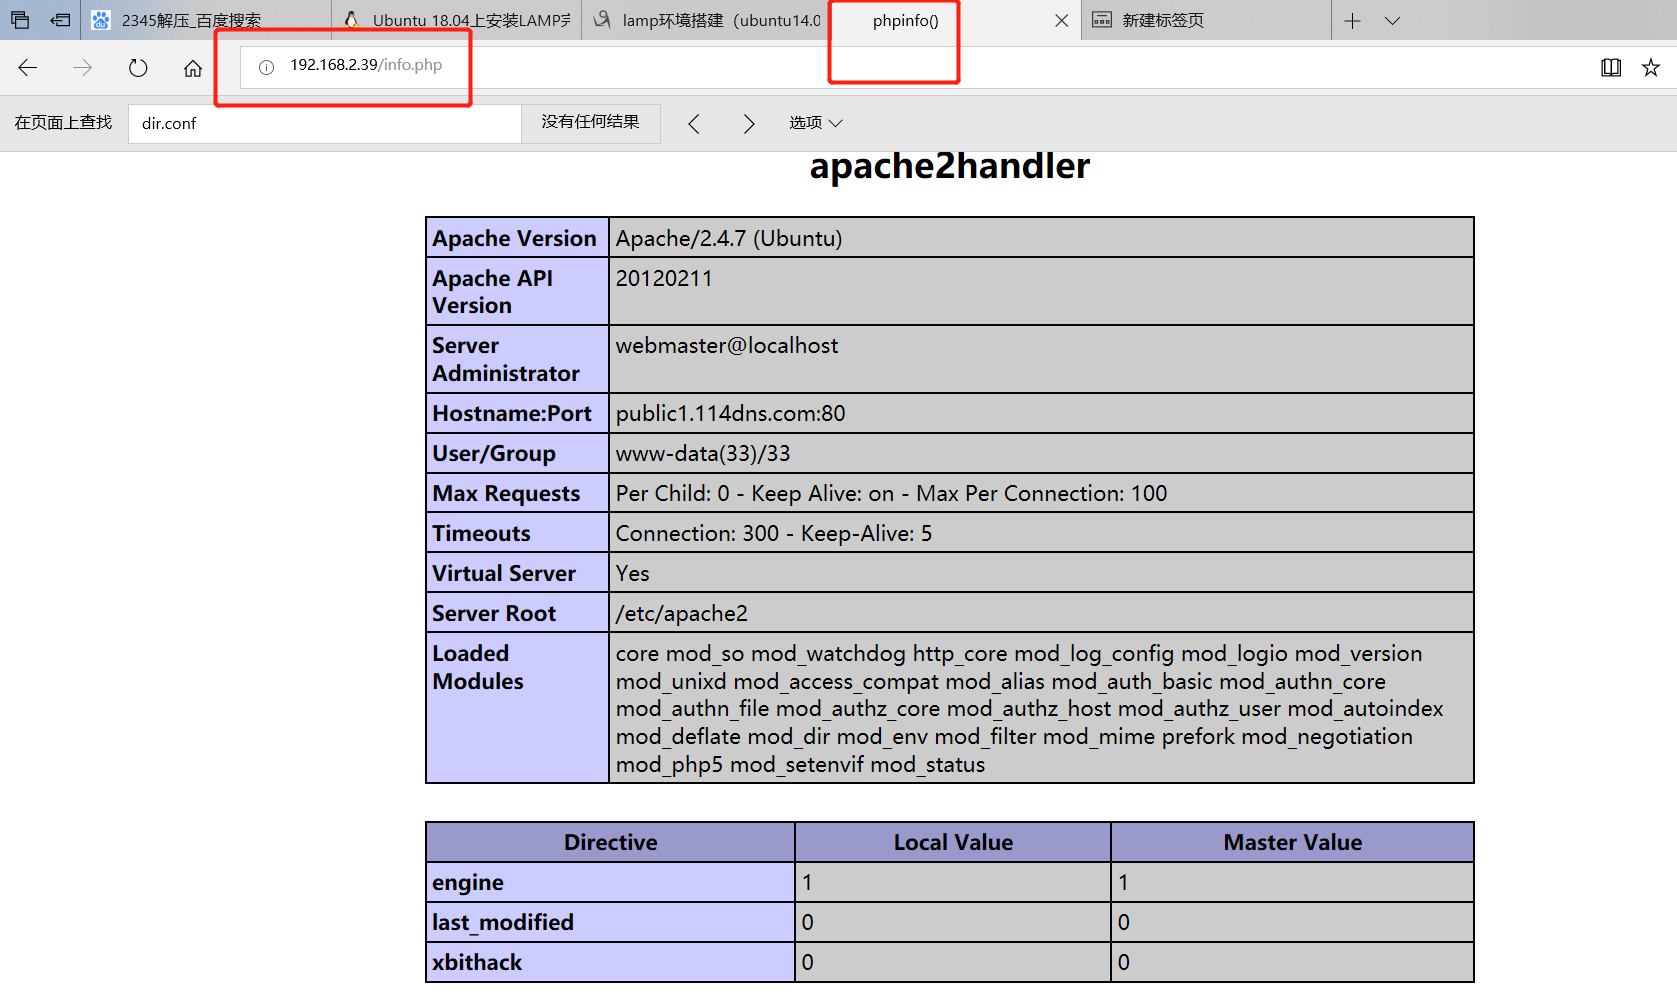 2345解压_百度搜索
Ubuntu 18.04上安装LAMP完
lamp环境搭建（ubuntu14.0
phpinfo()
新建标签页
192.168.2.39/info.php
在页面上查找
dir.conf
没有任何结果
选项
apache2handler
Apache Version Apache/2.4.7 (Ubuntu)
Apache API 20120211
Version
Server webmaster@localhost
Administrator
Hostname:Port public1.114dns.com:80
User/Group www-data(33)/33
Max Requests Per Child: 0 - Keep Alive: on - Max Per Connection: 100
Timeouts Connection: 300 - Keep-Alive: 5
Virtual Server Yes
Server Root /etc/apache2
Loaded core mod_so mod_watchdog http_core mod_log_config mod_logio mod_version
Modules mod_unixd mod_access_compat mod_alias mod_auth_basic mod_authn_core
mod_authn_file mod_authz_core mod_authz_host mod_authz_user mod_autoindex
mod_deflate mod_dir mod_env mod_filter mod_mime prefork mod_negotiation
mod_php5 mod_setenvif mod_status
Directive Local Value Master Value
engine 1 1
last_modified 0 0
xbithack 0 0